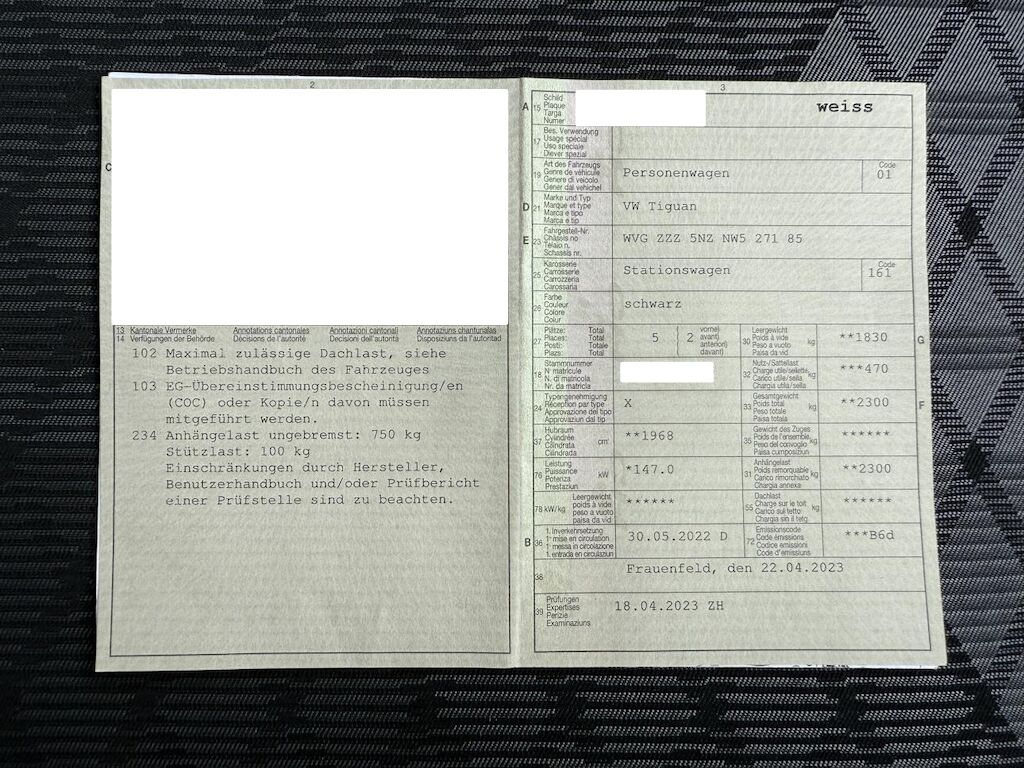 2
C
13 Kantonale Vermerke Annotations cantonales Annotazioni cantonali Annotaziuns chantunalas
14 Verfügungen der Behörde Décisions de l'autorité Decisioni dell'autorità Disposiziuns da l'autoritad
102 Maximal zulässige Dachlast, siehe
Betriebshandbuch des Fahrzeuges
103 EG-Übereinstimmungsbescheinigung/en
(COC) oder Kopie/n davon müssen
mitgeführt werden.
234 Anhängelast ungebremst: 750 kg
Stützlast: 100 kg
Einschränkungen durch Hersteller,
Benutzerhandbuch und/oder Prüfbericht
einer Prüfstelle sind zu beachten.
3
A 15 Schild
Plaque
Targa
Numer
weiss
17 Bes. Verwendung
Usage spécial
Uso speciale
Diever spezial
19 Art des Fahrzeugs
Genre de véhicule
Genere di veicolo
Gener dal vehichel
Personenwagen
Code
01
D 21 Marke und Typ
Marque et type
Marca e tipo
Marca e tip
VW Tiguan
E 23 Fahrgestell-Nr.
Châssis no
Telaio n.
Schassis nr.
WVG ZZZ 5NZ NW5 271 85
25 Karosserie
Carrosserie
Carrozzeria
Carossaria
Stationswagen
Code
161
26 Farbe
Couleur
Colore
Colur
schwarz
27 Plätze: Total
Places: Total
Posti: Totale
Plazs: Total
5
2
vorne)
avant)
anteriori)
davant)
30 Leergewicht
Poids à vide
Peso a vuoto
Paisa da vid
kg
**1830
G
18 Stammnummer
N° matricule
N. di matricola
Nr. da matricla
32 Nutz-/Sattellast
Charge utile/sellette
Carico utile/sella
Chargia utila/sella
kg
***470
24 Typengenehmigung
Réception par type
Approvazione del tipo
Approvaziun dal tip
X
33 Gesamtgewicht
Poids total
Peso totale
Paisa totala
kg
**2300
F
37 Hubraum
Cylindrée
Cilindrata
Cilindrada
cm³
**1968
35 Gewicht des Zuges
Poids de l'ensemble
Peso del convoglio
Paisa cumposiziun
kg
******
76 Leistung
Puissance
Potenza
Prestaziun
kW
*147.0
31 Anhängelast
Poids remorquable
Carico rimorchiato
Chargia annexa
kg
**2300
78 kW/kg
Leergewicht
poids à vide
peso a vuoto
paisa da vid
******
55 Dachlast
Charge sur le toit
Carico sul tetto
Chargia sin il tetg
kg
******
B 36 1. Inverkehrsetzung
1re mise en circulation
1a messa in circolazione
1. entrada en circulaziun
30.05.2022 D
72 Emissionscode
Code émissions
Codice emissioni
Code d'emissiuns
***B6d
38
Frauenfeld, den 22.04.2023
39 Prüfungen
Expertises
Perizie
Examinaziuns
18.04.2023 ZH